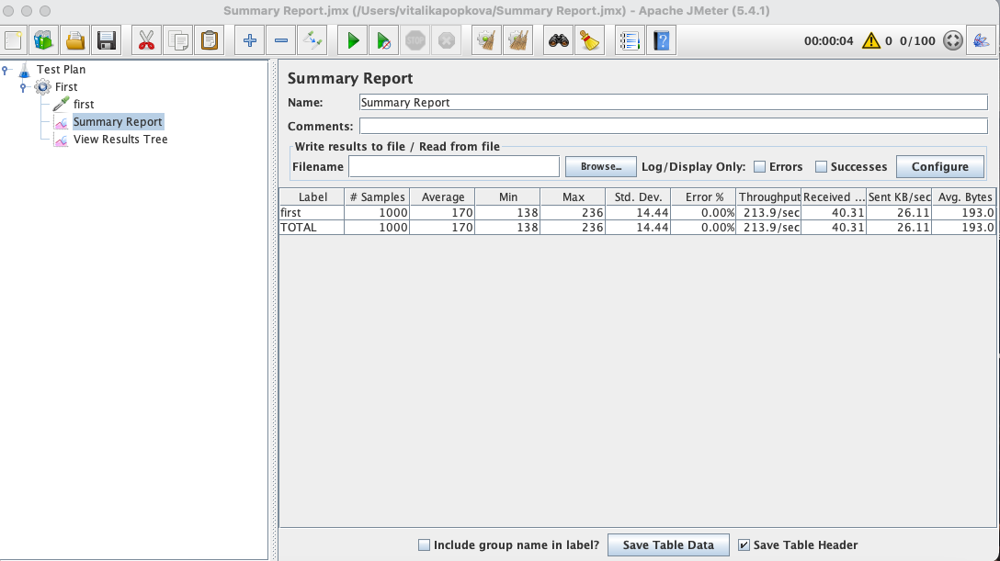 Summary Report.jmx (/Users/vitalikapopkova/Summary Report.jmx) - Apache JMeter (5.4.1)
STOP
00:00:04 0 0/100
Test Plan
First
first
Summary Report
View Results Tree
Summary Report
Name: Summary Report
Comments:
Write results to file / Read from file
Filename Browse... Log/Display Only: Errors Successes Configure
Label # Samples Average Min Max Std. Dev. Error % Throughput Received ... Sent KB/sec Avg. Bytes
first 1000 170 138 236 14.44 0.00% 213.9/sec 40.31 26.11 193.0
TOTAL 1000 170 138 236 14.44 0.00% 213.9/sec 40.31 26.11 193.0
Include group name in label? Save Table Data Save Table Header